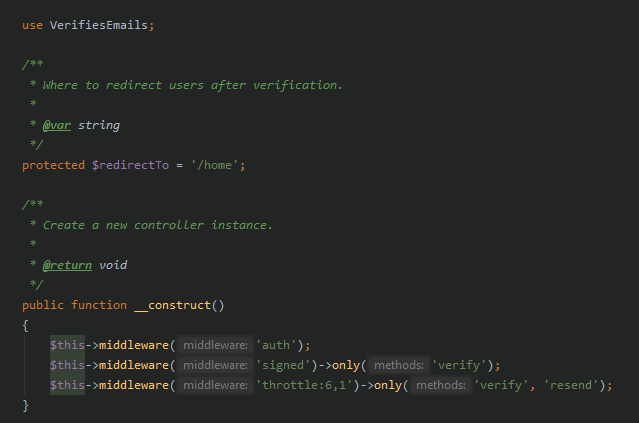 use VerifiesEmails;
/**
* Where to redirect users after verification.
*
* @var string
*/
protected $redirectTo = '/home';
/**
* Create a new controller instance.
*
* @return void
*/
public function __construct()
{
$this->middleware( middleware: 'auth');
$this->middleware( middleware: 'signed')->only( methods: 'verify');
$this->middleware( middleware: 'throttle:6,1')->only( methods: 'verify', 'resend');
}